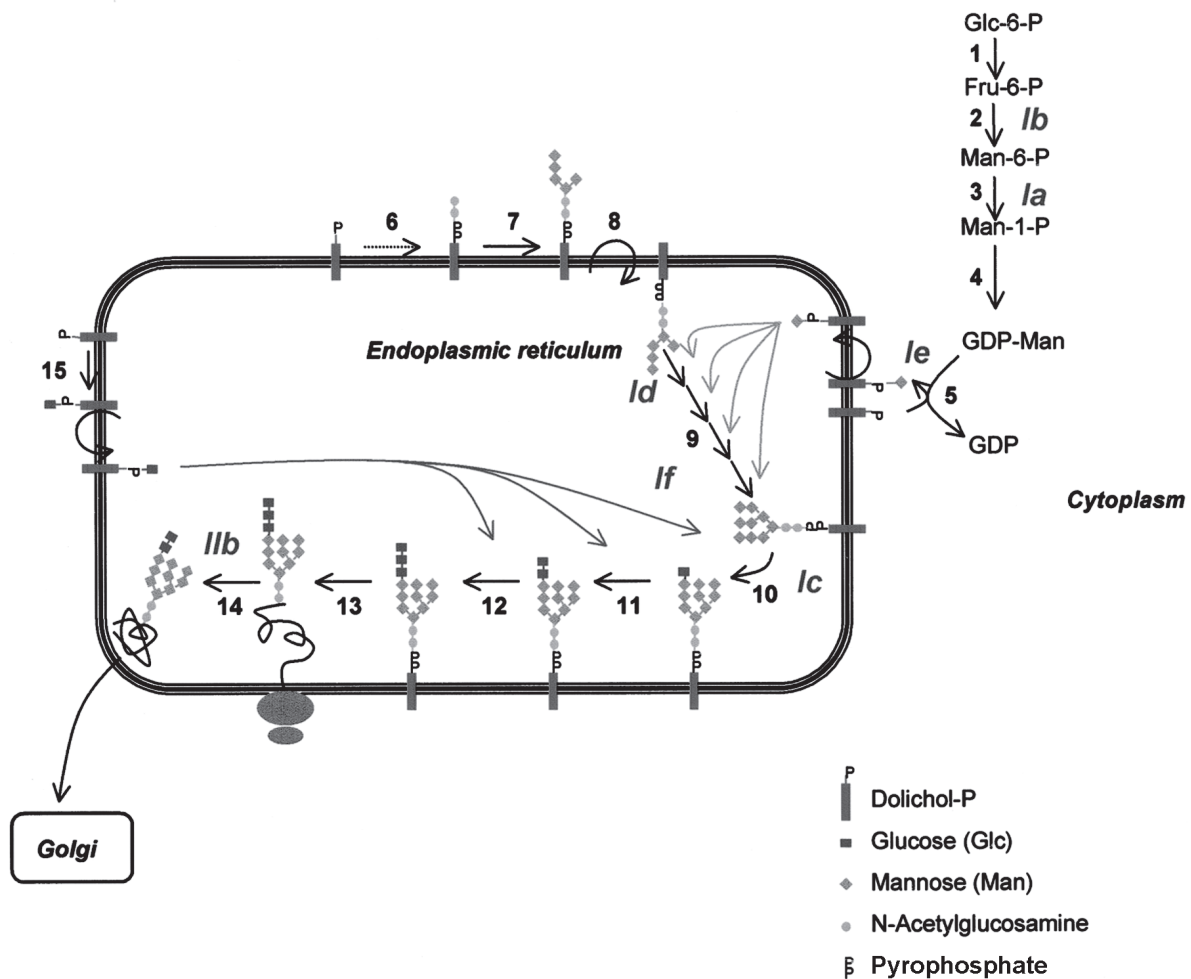 Glc-6-P
1
Fru-6-P
2 Ib
Man-6-P
3 Ia
Man-1-P
4
GDP-Man
Ie
5
GDP
Cytoplasm
P
6
P
P
7
P
P
8
P
P
Endoplasmic reticulum
Id
9
If
P
P
P
P
P
15
P
P
P
P
Ic
10
11
12
13
IIb
14
P
P
P
P
P
P
Golgi
P
Dolichol-P
Glucose (Glc)
Mannose (Man)
N-Acetylglucosamine
P
P Pyrophosphate